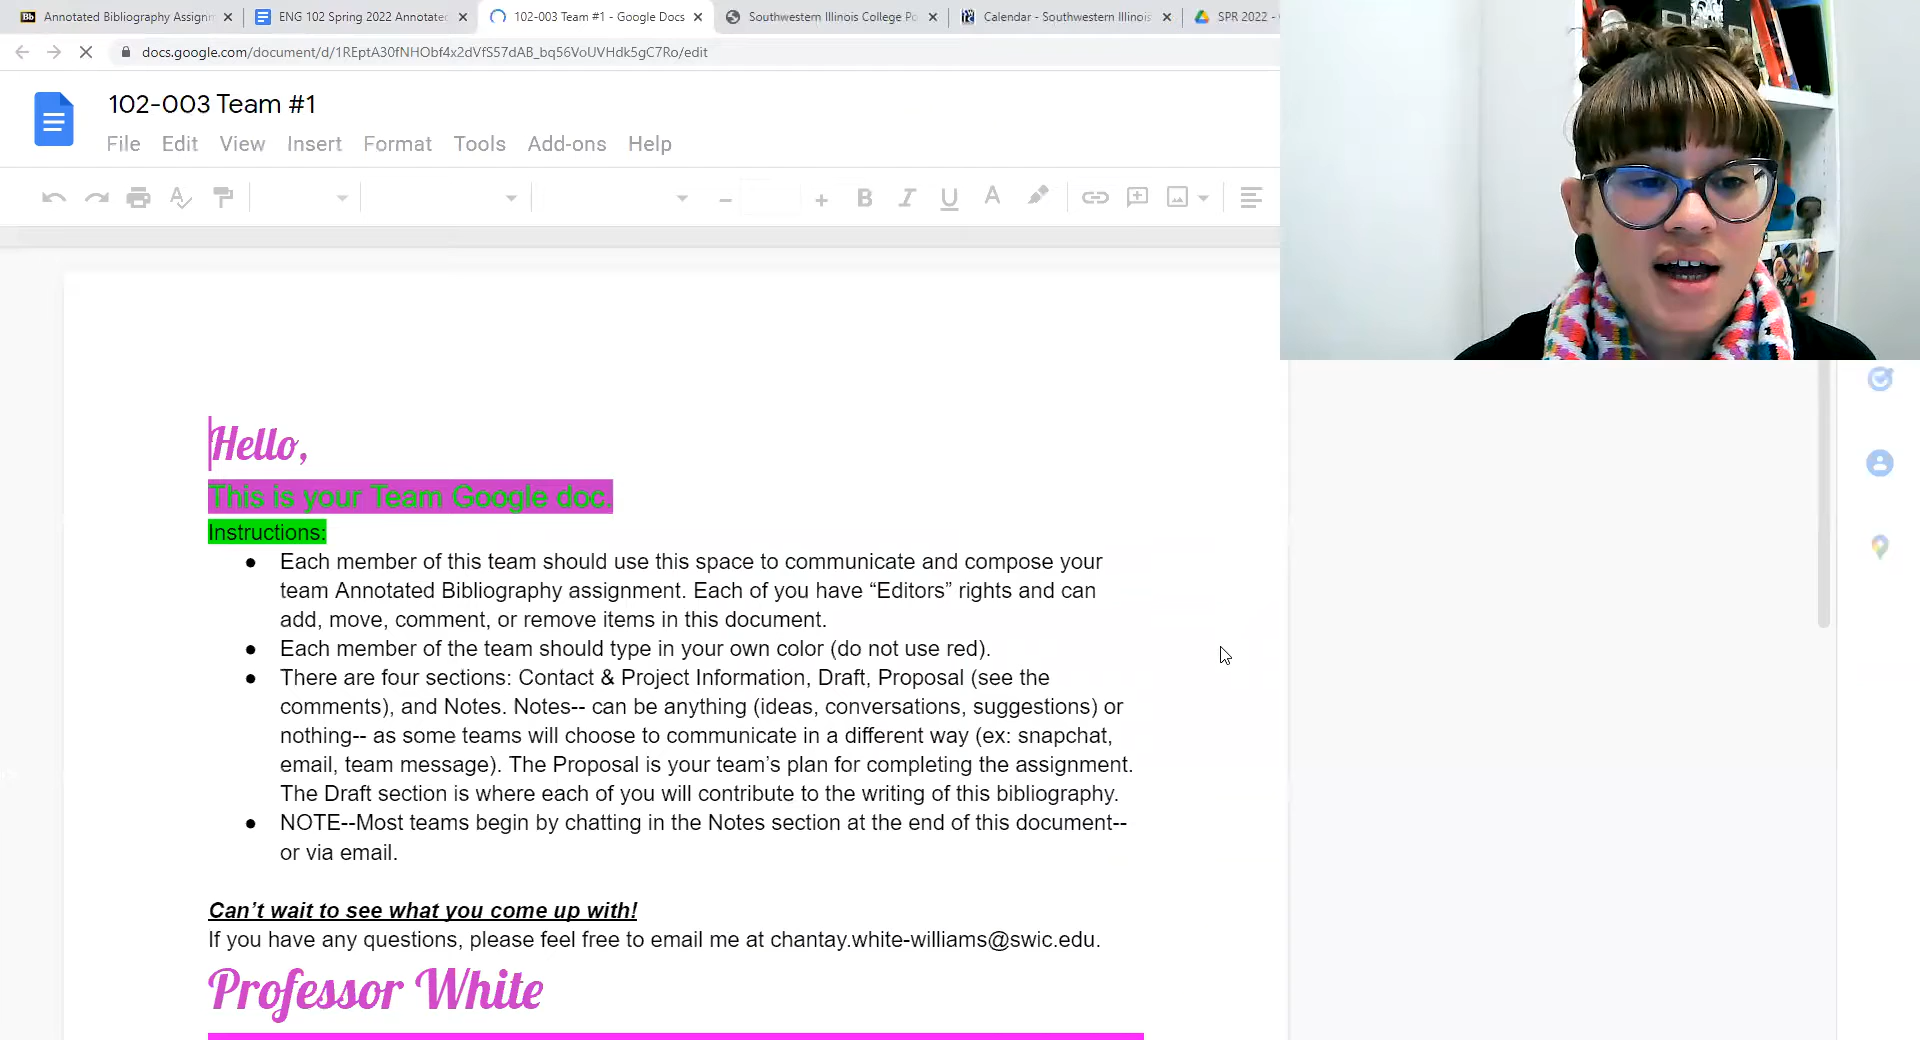 Bb Annotated Bibliography Assignm
ENG 102 Spring 2022 Annotated
102-003 Team #1 - Google Docs
Southwestern Illinois College Po
Calendar - Southwestern Illinois
SPR 2022 -
docs.google.com/document/d/1REptA30fNHObf4x2dVfS57dAB_bq56VoUVHdk5gC7Ro/edit
102-003 Team #1
File Edit View Insert Format Tools Add-ons Help
Hello,
This is your Team Google doc.
Instructions:
● Each member of this team should use this space to communicate and compose your
team Annotated Bibliography assignment. Each of you have “Editors” rights and can
add, move, comment, or remove items in this document.
● Each member of the team should type in your own color (do not use red).
● There are four sections: Contact & Project Information, Draft, Proposal (see the
comments), and Notes. Notes-- can be anything (ideas, conversations, suggestions) or
nothing-- as some teams will choose to communicate in a different way (ex: snapchat,
email, team message). The Proposal is your team’s plan for completing the assignment.
The Draft section is where each of you will contribute to the writing of this bibliography.
● NOTE--Most teams begin by chatting in the Notes section at the end of this document--
or via email.
Can’t wait to see what you come up with!
If you have any questions, please feel free to email me at chantay.white-williams@swic.edu.
Professor White